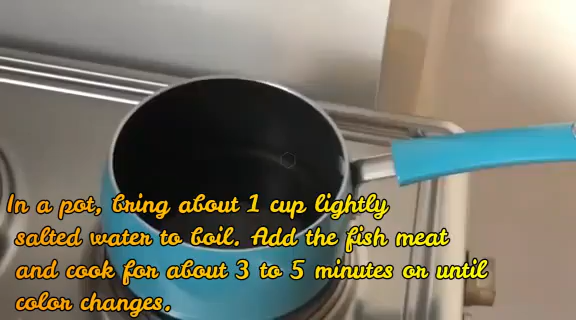 In a pot, bring about 1 cup lightly
salted water to boil. Add the fish meat
and cook for about 3 to 5 minutes or until
color changes.